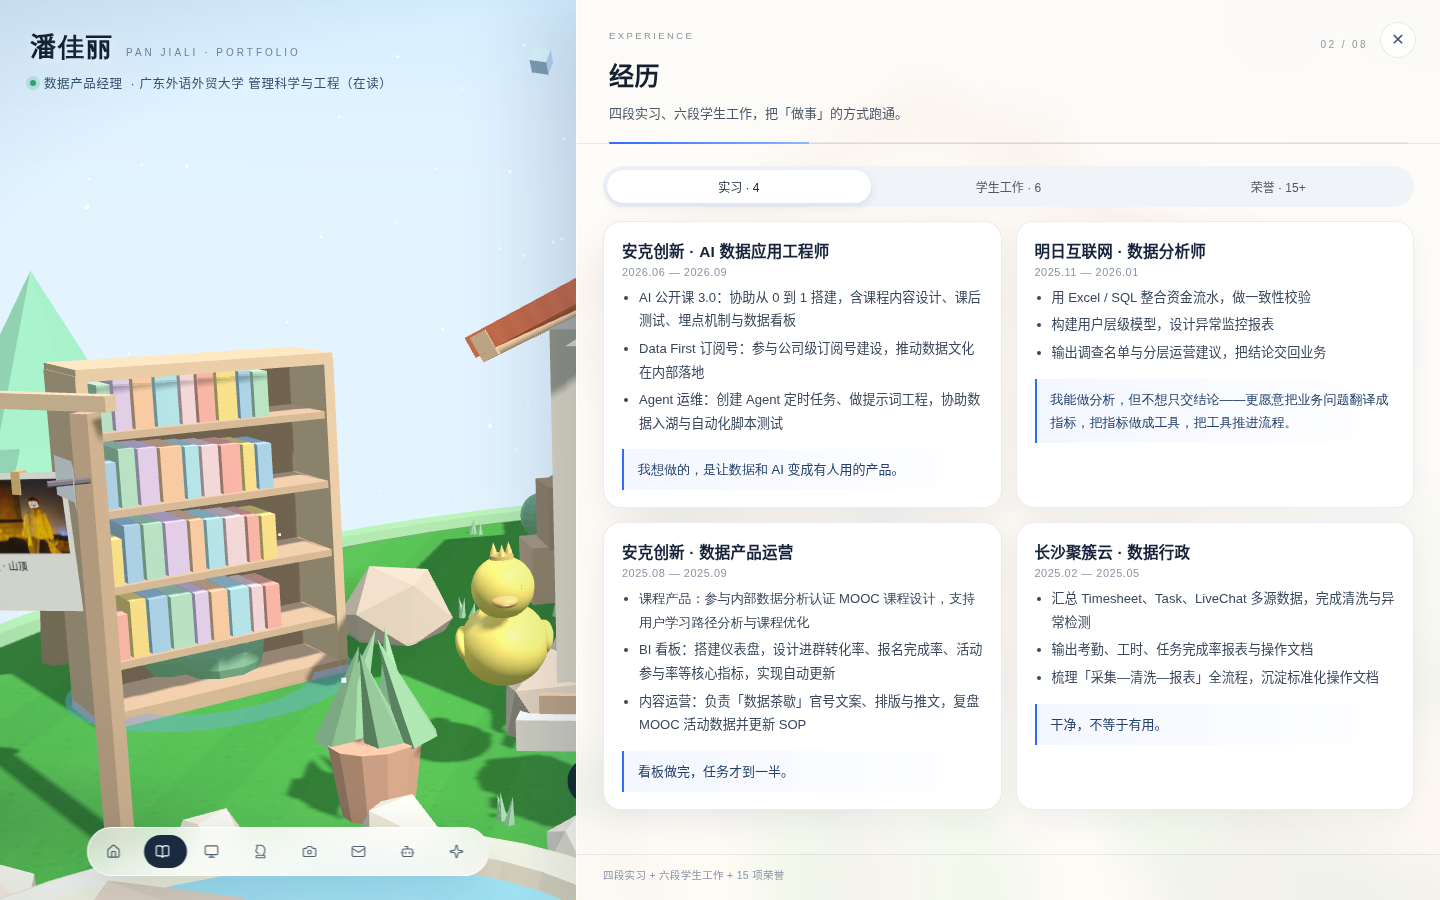 潘佳丽 PAN JIALI · PORTFOLIO
数据产品经理 · 广东外语外贸大学 管理科学与工程（在读）
· 山顶
EXPERIENCE
02 / 08
经历
四段实习、六段学生工作，把「做事」的方式跑通。
实习 · 4
学生工作 · 6
荣誉 · 15+
安克创新 · AI 数据应用工程师
2026.06 — 2026.09
AI 公开课 3.0：协助从 0 到 1 搭建，含课程内容设计、课后
测试、埋点机制与数据看板
Data First 订阅号：参与公司级订阅号建设，推动数据文化
在内部落地
Agent 运维：创建 Agent 定时任务、做提示词工程，协助数
据入湖与自动化脚本测试
我想做的，是让数据和 AI 变成有人用的产品。
明日互联网 · 数据分析师
2025.11 — 2026.01
用 Excel / SQL 整合资金流水，做一致性校验
构建用户层级模型，设计异常监控报表
输出调查名单与分层运营建议，把结论交回业务
我能做分析，但不想只交结论——更愿意把业务问题翻译成
指标，把指标做成工具，把工具推进流程。
安克创新 · 数据产品运营
2025.08 — 2025.09
课程产品：参与内部数据分析认证 MOOC 课程设计，支持
用户学习路径分析与课程优化
BI 看板：搭建仪表盘，设计进群转化率、报名完成率、活动
参与率等核心指标，实现自动更新
内容运营：负责「数据茶歇」官号文案、排版与推文，复盘
MOOC 活动数据并更新 SOP
看板做完，任务才到一半。
长沙聚簇云 · 数据行政
2025.02 — 2025.05
汇总 Timesheet、Task、LiveChat 多源数据，完成清洗与异
常检测
输出考勤、工时、任务完成率报表与操作文档
梳理「采集—清洗—报表」全流程，沉淀标准化操作文档
干净，不等于有用。
四段实习 + 六段学生工作 + 15 项荣誉